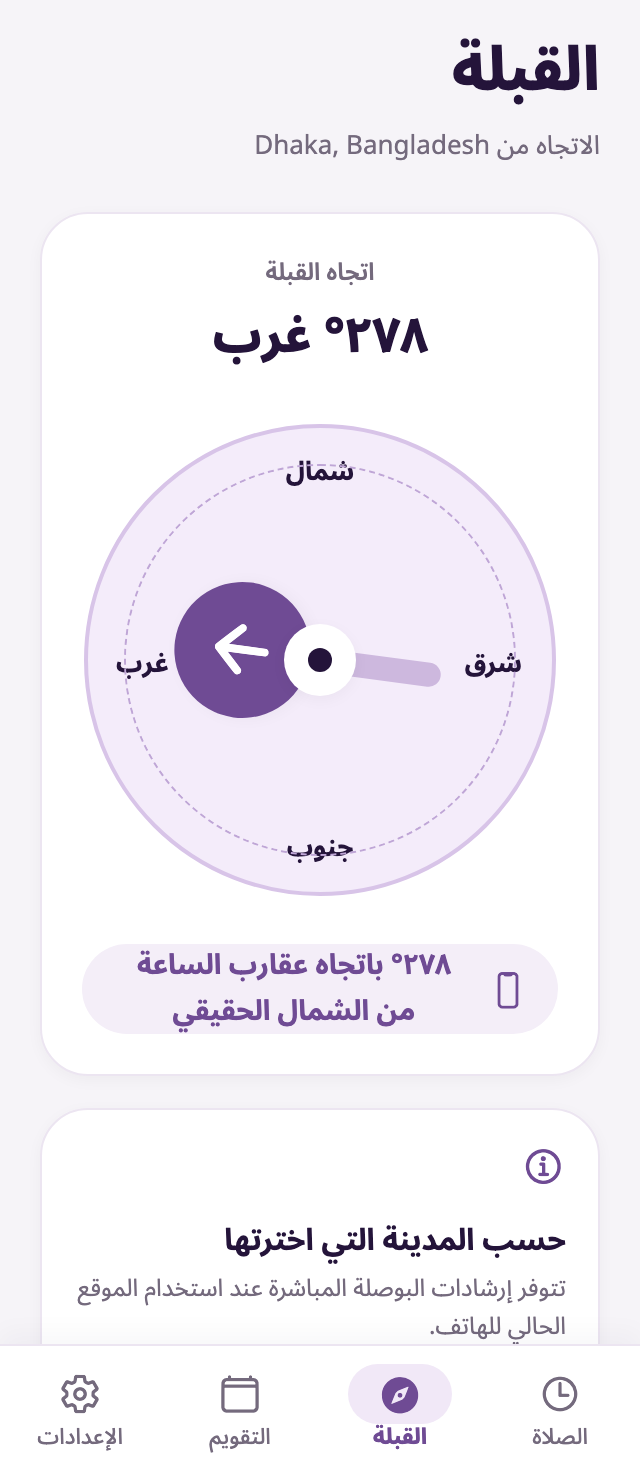 القبلة
الاتجاه من Dhaka, Bangladesh
اتجاه القبلة
٢٧٨° غرب
شمال
شرق
غرب
جنوب
٢٧٨° باتجاه عقارب الساعة
من الشمال الحقيقي
حسب المدينة التي اخترتها
تتوفر إرشادات البوصلة المباشرة عند استخدام الموقع
الحالي للهاتف.
الصلاة
القبلة
التقويم
الإعدادات